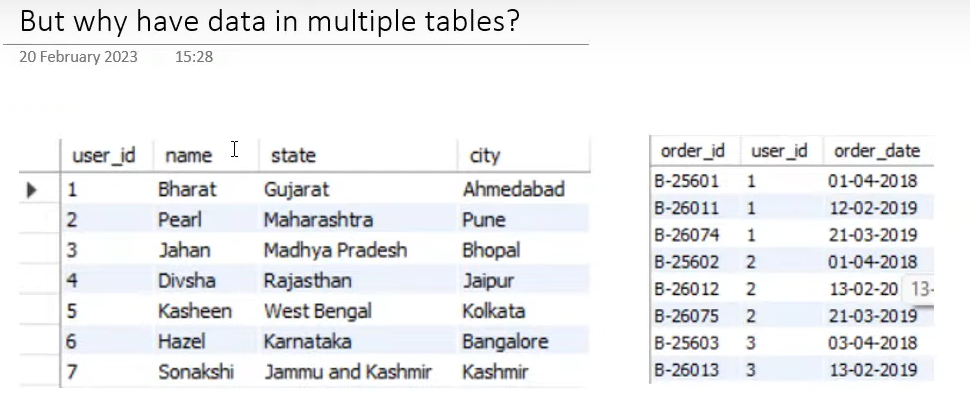 But why have data in multiple tables?
20 February 2023 15:28
user_id name state city
1 Bharat Gujarat Ahmedabad
2 Pearl Maharashtra Pune
3 Jahan Madhya Pradesh Bhopal
4 Divsha Rajasthan Jaipur
5 Kasheen West Bengal Kolkata
6 Hazel Karnataka Bangalore
7 Sonakshi Jammu and Kashmir Kashmir
order_id user_id order_date
B-25601 1 01-04-2018
B-26011 1 12-02-2019
B-26074 1 21-03-2019
B-25602 2 01-04-2018
B-26012 2 13-02-20 13-
B-26075 2 21-03-2019
B-25603 3 03-04-2018
B-26013 3 13-02-2019